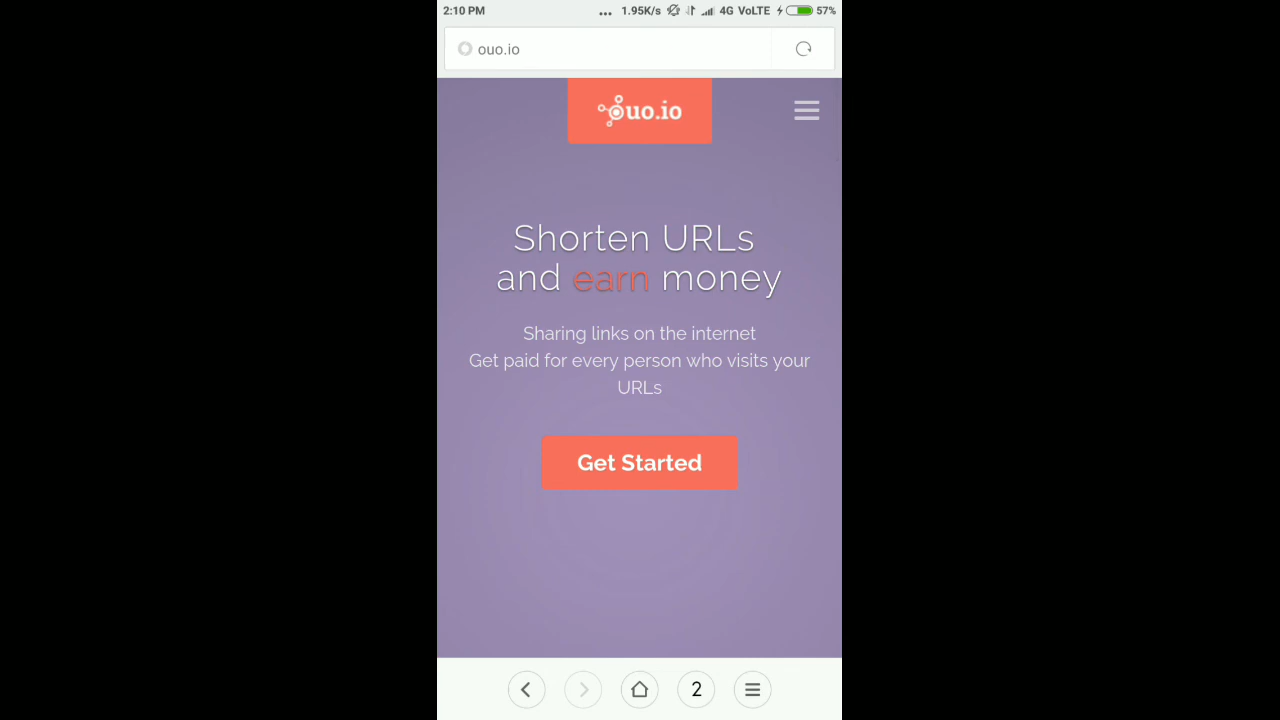 2:10 PM ... 1.95K/s 4G VoLTE 57%
ouo.io
ouo.io
Shorten URLs
and earn money
Sharing links on the internet
Get paid for every person who visits your
URLs
Get Started
2